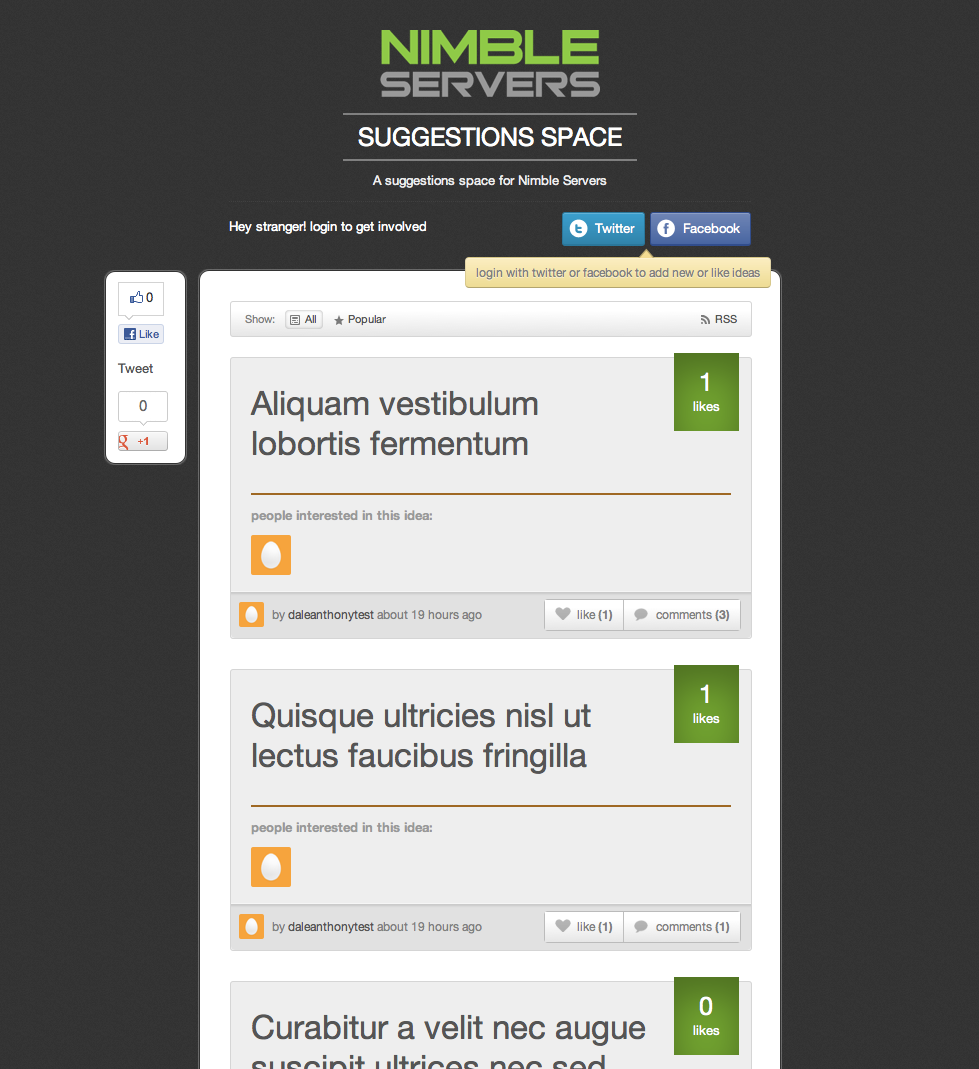 NIMBLE
SERVERS
SUGGESTIONS SPACE
A suggestions space for Nimble Servers
Hey stranger! login to get involved
Twitter
Facebook
login with twitter or facebook to add new or like ideas
0
Like
Tweet
0
+1
Show: All Popular RSS
1
likes
Aliquam vestibulum
lobortis fermentum
people interested in this idea:
by daleanthonytest about 19 hours ago
like (1)
comments (3)
1
likes
Quisque ultricies nisl ut
lectus faucibus fringilla
people interested in this idea:
by daleanthonytest about 19 hours ago
like (1)
comments (1)
0
likes
Curabitur a velit nec augue
suscipit ultrices nec sed